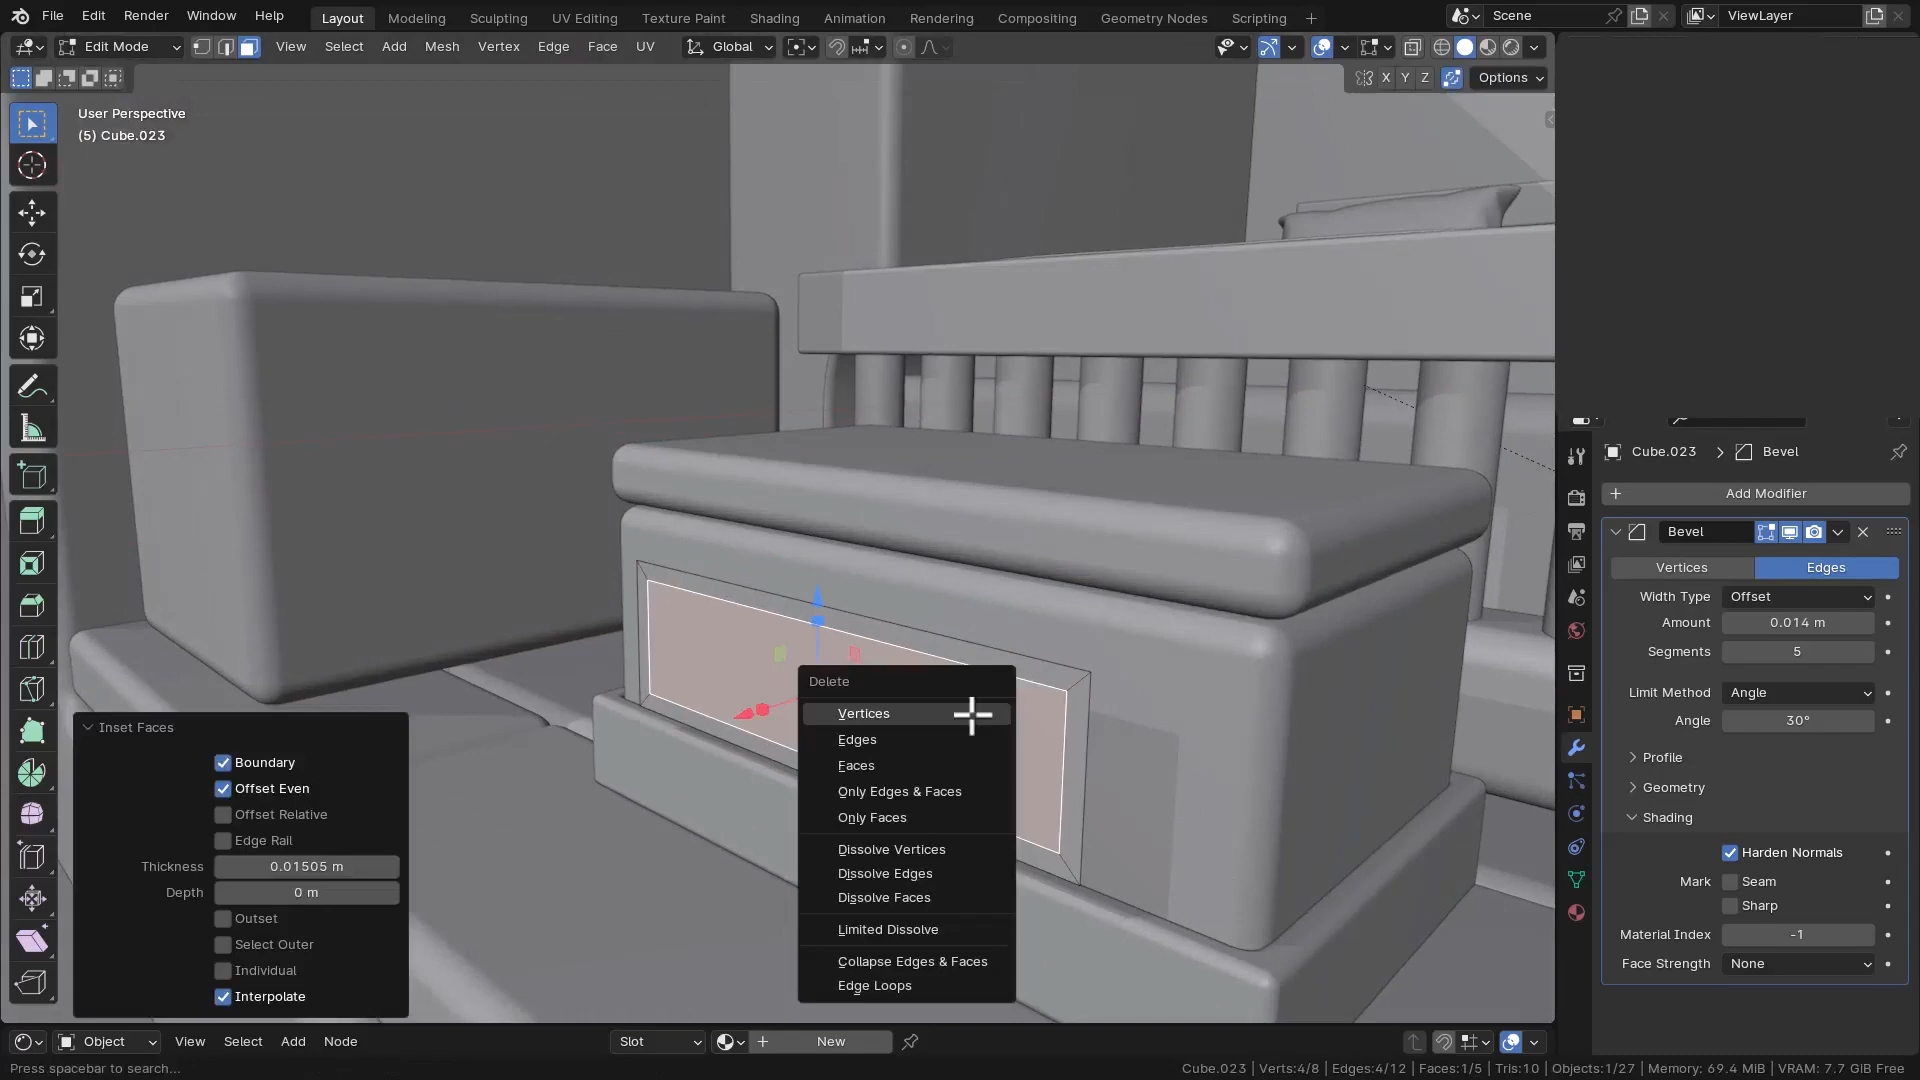 File Edit Render Window Help Layout Modeling Sculpting UV Editing Texture Paint Shading Animation Rendering Compositing Geometry Nodes Scripting + Scene ViewLayer
Edit Mode View Select Add Mesh Vertex Edge Face UV Global
X Y Z Options
User Perspective
(5) Cube.023
Cube.023 > Bevel
+ Add Modifier
Bevel
Vertices Edges
Width Type Offset
Amount 0.014 m
Segments 5
Limit Method Angle
Angle 30°
Profile
Geometry
Shading
Harden Normals
Mark Seam
Sharp
Material Index -1
Face Strength None
Delete
Vertices
Edges
Faces
Only Edges & Faces
Only Faces
Dissolve Vertices
Dissolve Edges
Dissolve Faces
Limited Dissolve
Collapse Edges & Faces
Edge Loops
Inset Faces
Boundary
Offset Even
Offset Relative
Edge Rail
Thickness 0.01505 m
Depth 0 m
Outset
Select Outer
Individual
Interpolate
Object View Select Add Node Slot + New
Press spacebar to search...
Cube.023 | Verts:4/8 | Edges:4/12 | Faces:1/5 | Tris:10 | Objects:1/27 | Memory: 69.4 MiB | VRAM: 7.7 GiB Free